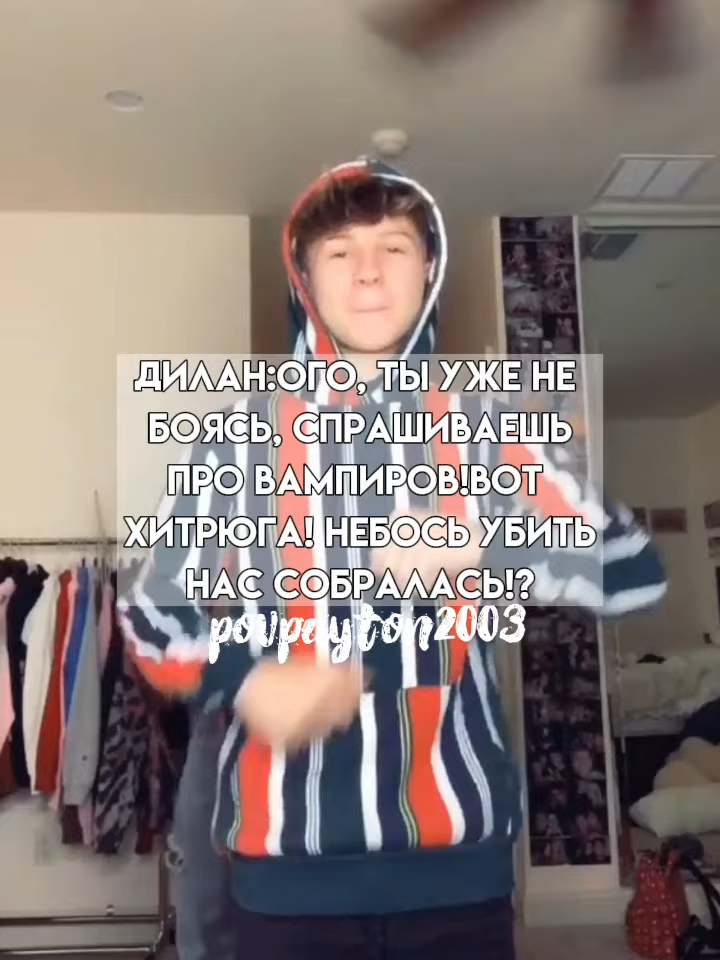 ДИЛАН:ОГО, ТЫ УЖЕ НЕ
БОЯСЬ, СПРАШИВАЕШЬ
ПРО ВАМПИРОВ!ВОТ
ХИТРЮГА! НЕБОСЬ УБИТЬ
НАС СОБРАЛАСЬ!?
povpayton2003